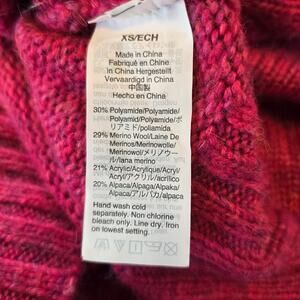 XS/ECH
Made in China
Fabriqué en Chine
In China Hergestellt
Vervaardigd in China
中国製
Hecho en China
30% Polyamide/Polyamide/
Polyamid/Polyamide/ポ
リアミド/poliamida
29% Merino Wool/Laine De
Merinos/Merinowolle/
Merinowol/メリノウー
ル/lana merino
21% Acrylic/Acrylique/Acryl/
Acryl/アクリル/acrílico
20% Alpaca/Alpaga/Alpaka/
Alpaca/アルパカ/alpaca
Hand wash cold
separately. Non chlorine
bleach only. Line dry. Iron
on lowest